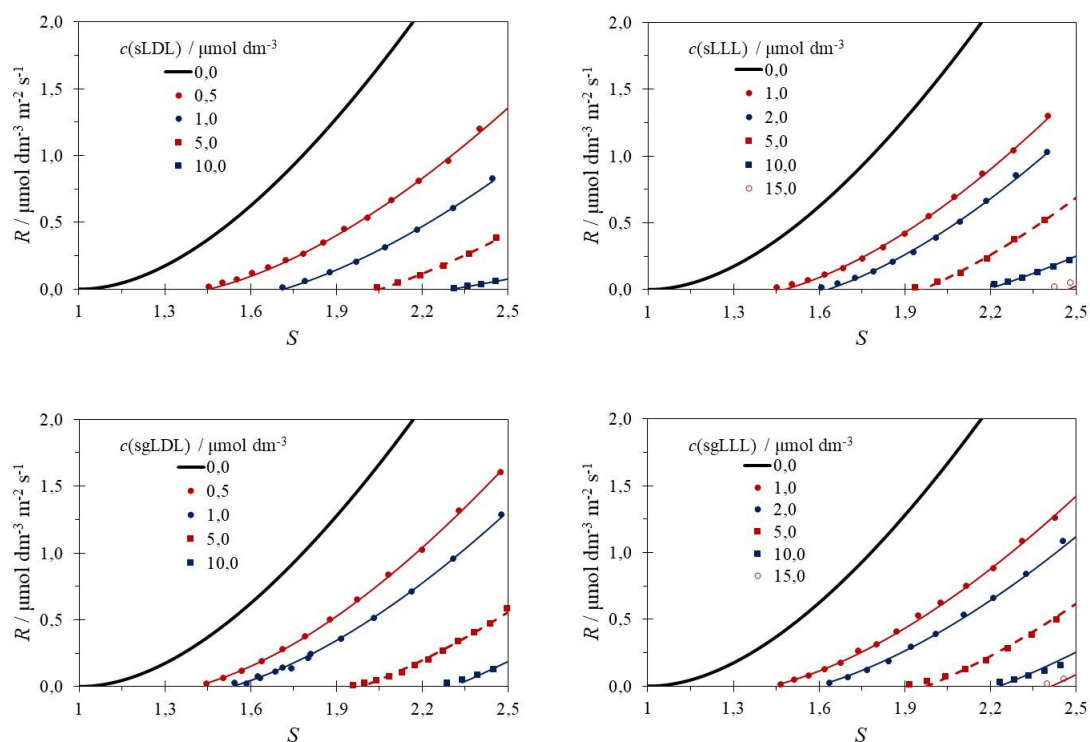 c(sLDL) / μmol dm-3
0,0
0,5
1,0
5,0
10,0
R / μmol dm-3 m-2 s-1
2,0
1,5
1,0
0,5
0,0
1 1,3 1,6 1,9 2,2 2,5
S
c(sLLL) / μmol dm-3
0,0
1,0
2,0
5,0
10,0
15,0
R / μmol dm-3 m-2 s-1
2,0
1,5
1,0
0,5
0,0
1 1,3 1,6 1,9 2,2 2,5
S
c(sgLDL) / μmol dm-3
0,0
0,5
1,0
5,0
10,0
R / μmol dm-3 m-2 s-1
2,0
1,5
1,0
0,5
0,0
1 1,3 1,6 1,9 2,2 2,5
S
c(sgLLL) / μmol dm-3
0,0
1,0
2,0
5,0
10,0
15,0
R / μmol dm-3 m-2 s-1
2,0
1,5
1,0
0,5
0,0
1 1,3 1,6 1,9 2,2 2,5
S